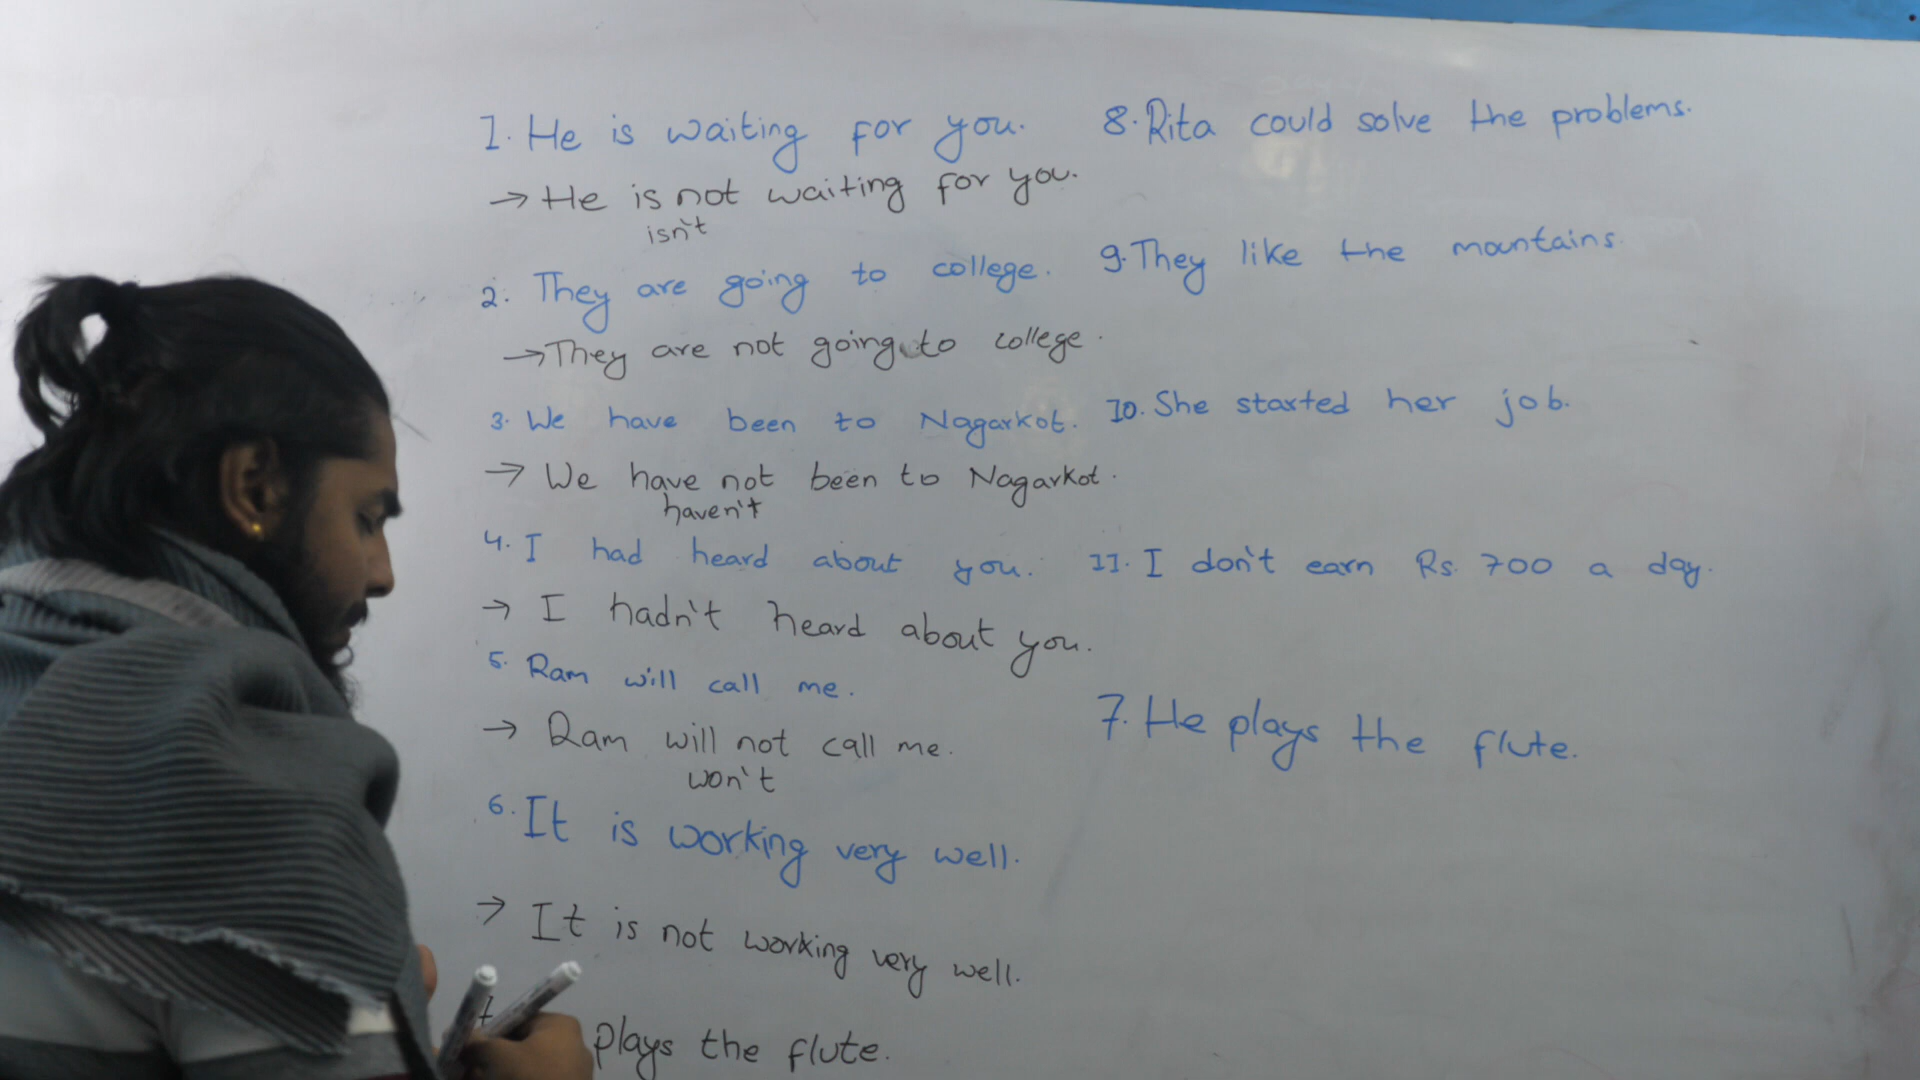 1. He is waiting for you.
→ He is not waiting for you.
isn't
2. They are going to college.
→ They are not going to college.
3. We have been to Nagarkot.
→ We have not been to Nagarkot.
haven't
4. I had heard about you.
→ I hadn't heard about you.
5. Ram will call me.
→ Ram will not call me.
won't
6. It is working very well.
→ It is not working very well.
plays the flute.
8. Rita could solve the problems.
9. They like the mountains.
10. She started her job.
11. I don't earn Rs. 700 a day.
7. He plays the flute.